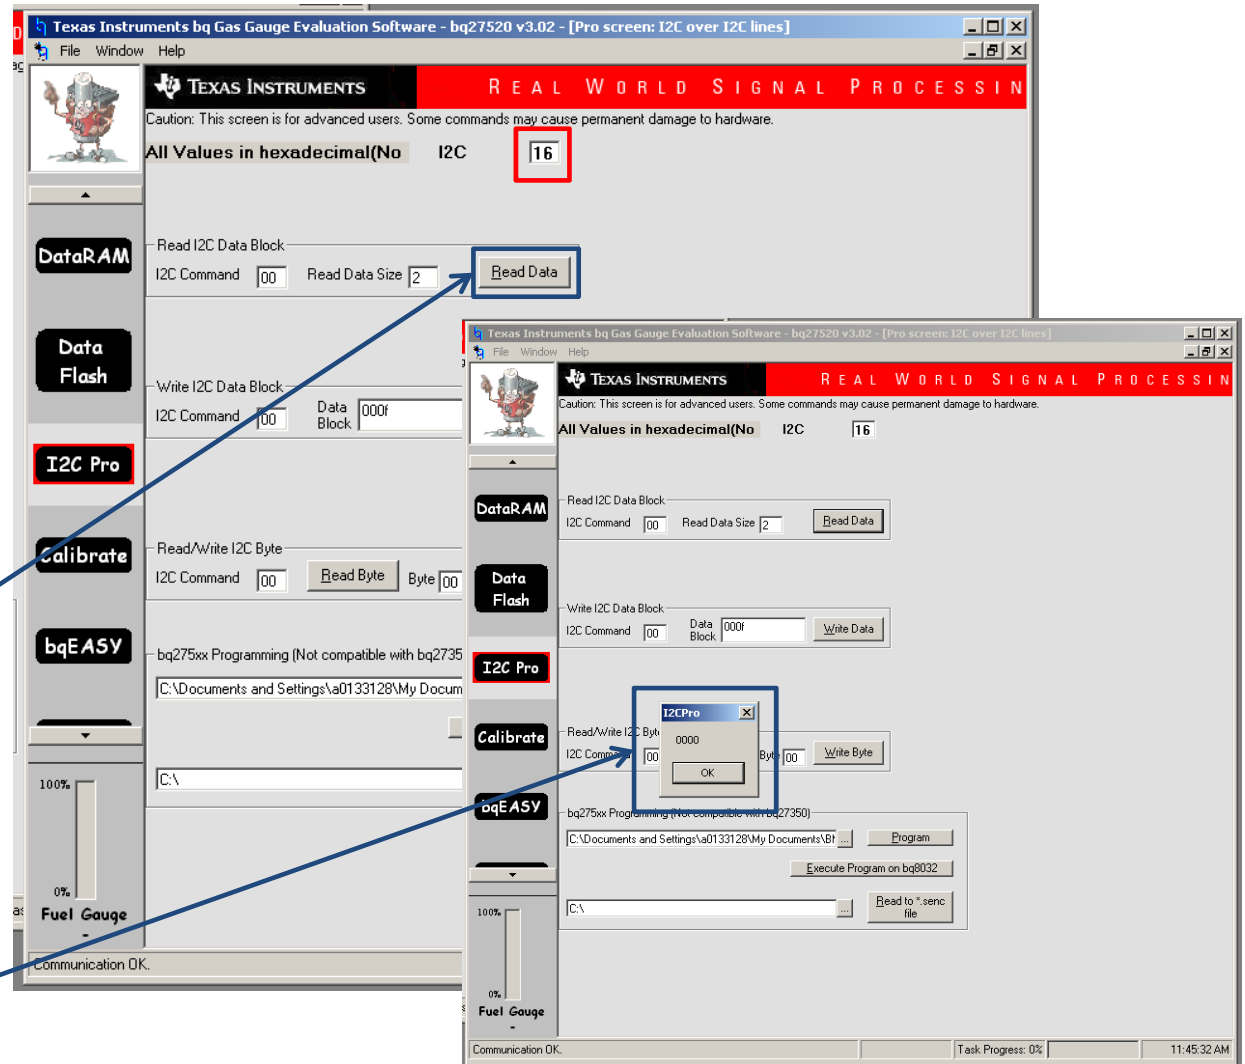 Texas Instruments bq Gas Gauge Evaluation Software - bq27520 v3.02 - [Pro screen: I2C over I2C lines]
File Window Help
TEXAS INSTRUMENTS
REAL WORLD SIGNAL PROCESSIN
Caution: This screen is for advanced users. Some commands may cause permanent damage to hardware.
All Values in hexadecimal(No I2C 16
DataRAM
Data
Flash
I2C Pro
Calibrate
bqEASY
100%
0%
Fuel Gauge
-
Read I2C Data Block
I2C Command 00 Read Data Size 2 Read Data
Write I2C Data Block
I2C Command 00 Data Block 000f
Read/Write I2C Byte
I2C Command 00 Read Byte Byte 00
bq275xx Programming (Not compatible with bq2735
C:\Documents and Settings\a0133128\My Docum
C:\
Communication OK.
Texas Instruments bq Gas Gauge Evaluation Software - bq27520 v3.02 - [Pro screen: I2C over I2C lines]
File Window Help
TEXAS INSTRUMENTS
REAL WORLD SIGNAL PROCESSIN
Caution: This screen is for advanced users. Some commands may cause permanent damage to hardware.
All Values in hexadecimal(No I2C 16
DataRAM
Data
Flash
I2C Pro
Calibrate
bqEASY
100%
0%
Fuel Gauge
-
Read I2C Data Block
I2C Command 00 Read Data Size 2 Read Data
Write I2C Data Block
I2C Command 00 Data Block 000f Write Data
Read/Write I2C Byt
I2C Comma 00 Byte 00 Write Byte
I2CPro
0000
OK
bq275xx Programming (Not compatible with bq27350)
C:\Documents and Settings\a0133128\My Documents\Bh ... Program
Execute Program on bq8032
C:\ ... Read to *.senc
file
Communication OK. Task Progress: 0% 11:45:32 AM